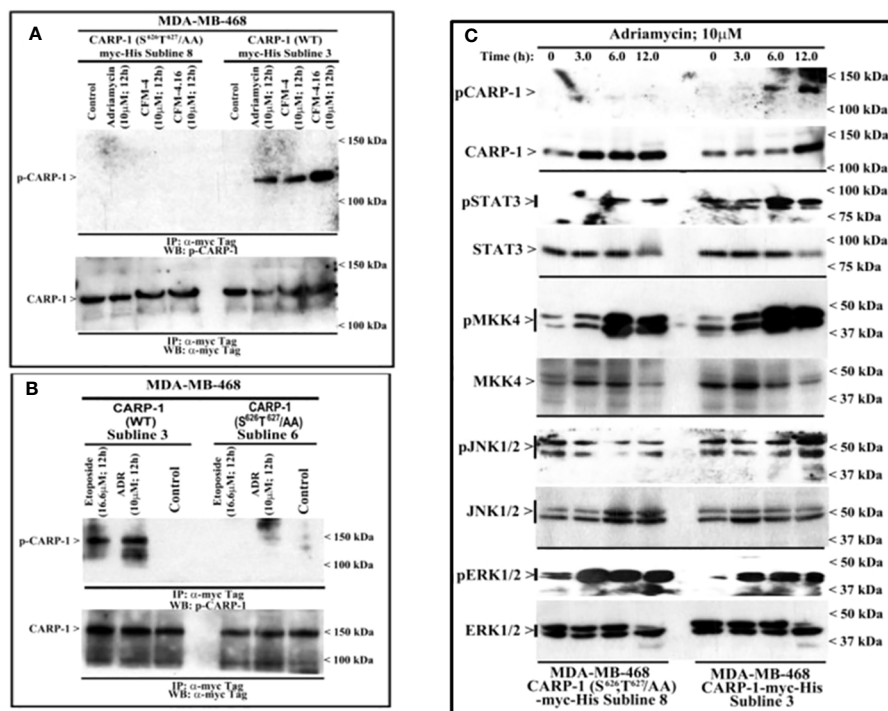 A
MDA-MB-468
CARP-1 (S626T627/AA)
myc-His Subline 8
CARP-1 (WT)
myc-His Subline 3
Control
Adriamycin
(10µM; 12h)
CFM-4
(10µM; 12h)
CFM-4.16
(10µM; 12h)
Control
Adriamycin
(10µM; 12h)
CFM-4
(10µM; 12h)
CFM-4.16
(10µM; 12h)
< 150 kDa
p-CARP-1 >
< 100 kDa
IP: α-myc Tag
WB: p-CARP-1
< 150 kDa
CARP-1 >
< 100 kDa
IP: α-myc Tag
WB: α-myc Tag
B
MDA-MB-468
CARP-1
(WT)
Subline 3
CARP-1
(S626T627/AA)
Subline 6
Etoposide
(16.6µM; 12h)
ADR
(10µM; 12h)
Control
Etoposide
(16.6µM; 12h)
ADR
(10µM; 12h)
Control
p-CARP-1 >
< 150 kDa
< 100 kDa
IP: α-myc Tag
WB: p-CARP-1
CARP-1 >
< 150 kDa
< 100 kDa
IP: α-myc Tag
WB: α-myc Tag
C
Adriamycin; 10µM
Time (h): 0 3.0 6.0 12.0 0 3.0 6.0 12.0
< 150 kDa
pCARP-1 >
< 100 kDa
< 150 kDa
CARP-1 >
< 100 kDa
< 100 kDa
pSTAT3
< 75 kDa
< 100 kDa
STAT3 >
< 75 kDa
< 50 kDa
pMKK4
< 37 kDa
< 50 kDa
MKK4 >
< 37 kDa
pJNK1/2
< 50 kDa
< 37 kDa
JNK1/2
< 50 kDa
< 37 kDa
pERK1/2
< 50 kDa
< 37 kDa
< 50 kDa
ERK1/2
< 37 kDa
MDA-MB-468
CARP-1 (S626;T627/AA)
-myc-His Subline 8
MDA-MB-468
CARP-1-myc-His
Subline 3